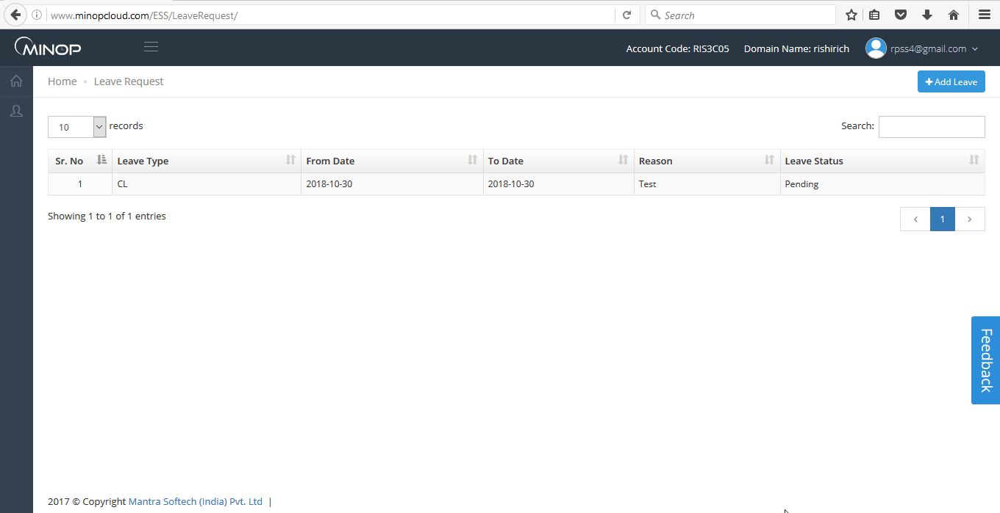 www.minopcloud.com/ESS/LeaveRequest/ Search
MINOP Account Code: RIS3C05 Domain Name: rishirich rpss4@gmail.com
Home Leave Request + Add Leave
10 records Search:
Sr. No Leave Type From Date To Date Reason Leave Status
1 CL 2018-10-30 2018-10-30 Test Pending
Showing 1 to 1 of 1 entries < 1 >
Feedback
2017 © Copyright Mantra Softech (India) Pvt. Ltd |